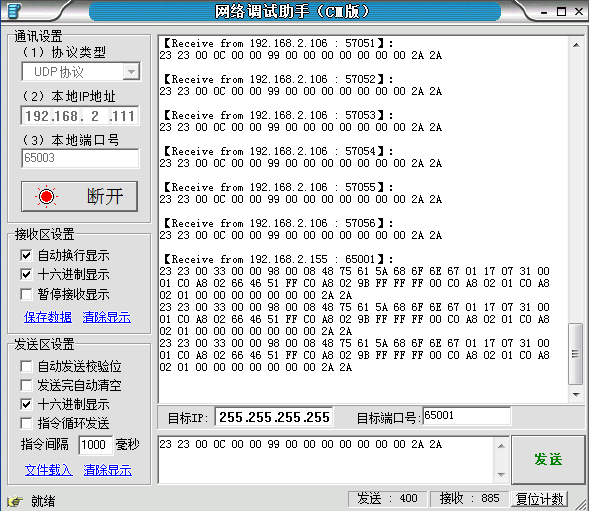 网络调试助手（CM版）
通讯设置
（1）协议类型
UDP协议
（2）本地IP地址
192.168. 2 .111
（3）本地端口号
65003
断开
接收区设置
自动换行显示
十六进制显示
暂停接收显示
保存数据 清除显示
发送区设置
自动发送校验位
发送完自动清空
十六进制显示
指令循环发送
指令间隔 1000 毫秒
文件载入 清除显示
【Receive from 192.168.2.106 : 57051】:
23 23 00 0C 00 00 99 00 00 00 00 00 00 00 2A 2A
【Receive from 192.168.2.106 : 57052】:
23 23 00 0C 00 00 99 00 00 00 00 00 00 00 2A 2A
【Receive from 192.168.2.106 : 57053】:
23 23 00 0C 00 00 99 00 00 00 00 00 00 00 2A 2A
【Receive from 192.168.2.106 : 57054】:
23 23 00 0C 00 00 99 00 00 00 00 00 00 00 2A 2A
【Receive from 192.168.2.106 : 57055】:
23 23 00 0C 00 00 99 00 00 00 00 00 00 00 2A 2A
【Receive from 192.168.2.106 : 57056】:
23 23 00 0C 00 00 99 00 00 00 00 00 00 00 2A 2A
【Receive from 192.168.2.155 : 65001】:
23 23 00 33 00 00 98 00 08 48 75 61 5A 68 6F 6E 67 01 17 07 31 00
01 C0 A8 02 66 46 51 FF C0 A8 02 9B FF FF FF 00 C0 A8 02 01 C0 A8
02 01 00 00 00 00 00 00 2A 2A
23 23 00 33 00 00 98 00 08 48 75 61 5A 68 6F 6E 67 01 17 07 31 00
01 C0 A8 02 66 46 51 FF C0 A8 02 9B FF FF FF 00 C0 A8 02 01 C0 A8
02 01 00 00 00 00 00 00 2A 2A
23 23 00 33 00 00 98 00 08 48 75 61 5A 68 6F 6E 67 01 17 07 31 00
01 C0 A8 02 66 46 51 FF C0 A8 02 9B FF FF FF 00 C0 A8 02 01 C0 A8
02 01 00 00 00 00 00 00 2A 2A
目标IP: 255.255.255.255 目标端口号: 65001
23 23 00 0C 00 00 99 00 00 00 00 00 00 00 2A 2A
发送
就绪 发送 : 400 接收 : 885 复位计数